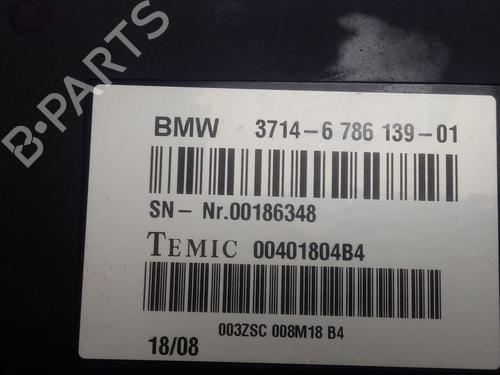 BMW 3714-6 786 139-01
SN- Nr.00186348
TEMIC 00401804B4
003ZSC 008M18 B4
18/08
B-PARTS